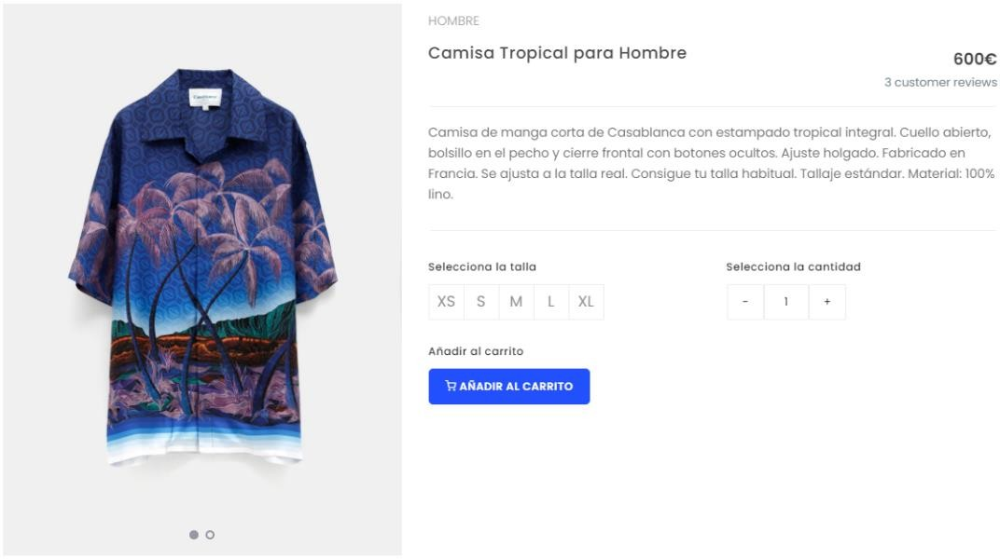 HOMBRE
Camisa Tropical para Hombre
600€
3 customer reviews
Camisa de manga corta de Casablanca con estampado tropical integral. Cuello abierto,
bolsillo en el pecho y cierre frontal con botones ocultos. Ajuste holgado. Fabricado en
Francia. Se ajusta a la talla real. Consigue tu talla habitual. Tallaje estándar. Material: 100%
lino.
Selecciona la talla
XS S M L XL
Selecciona la cantidad
- 1 +
Añadir al carrito
AÑADIR AL CARRITO